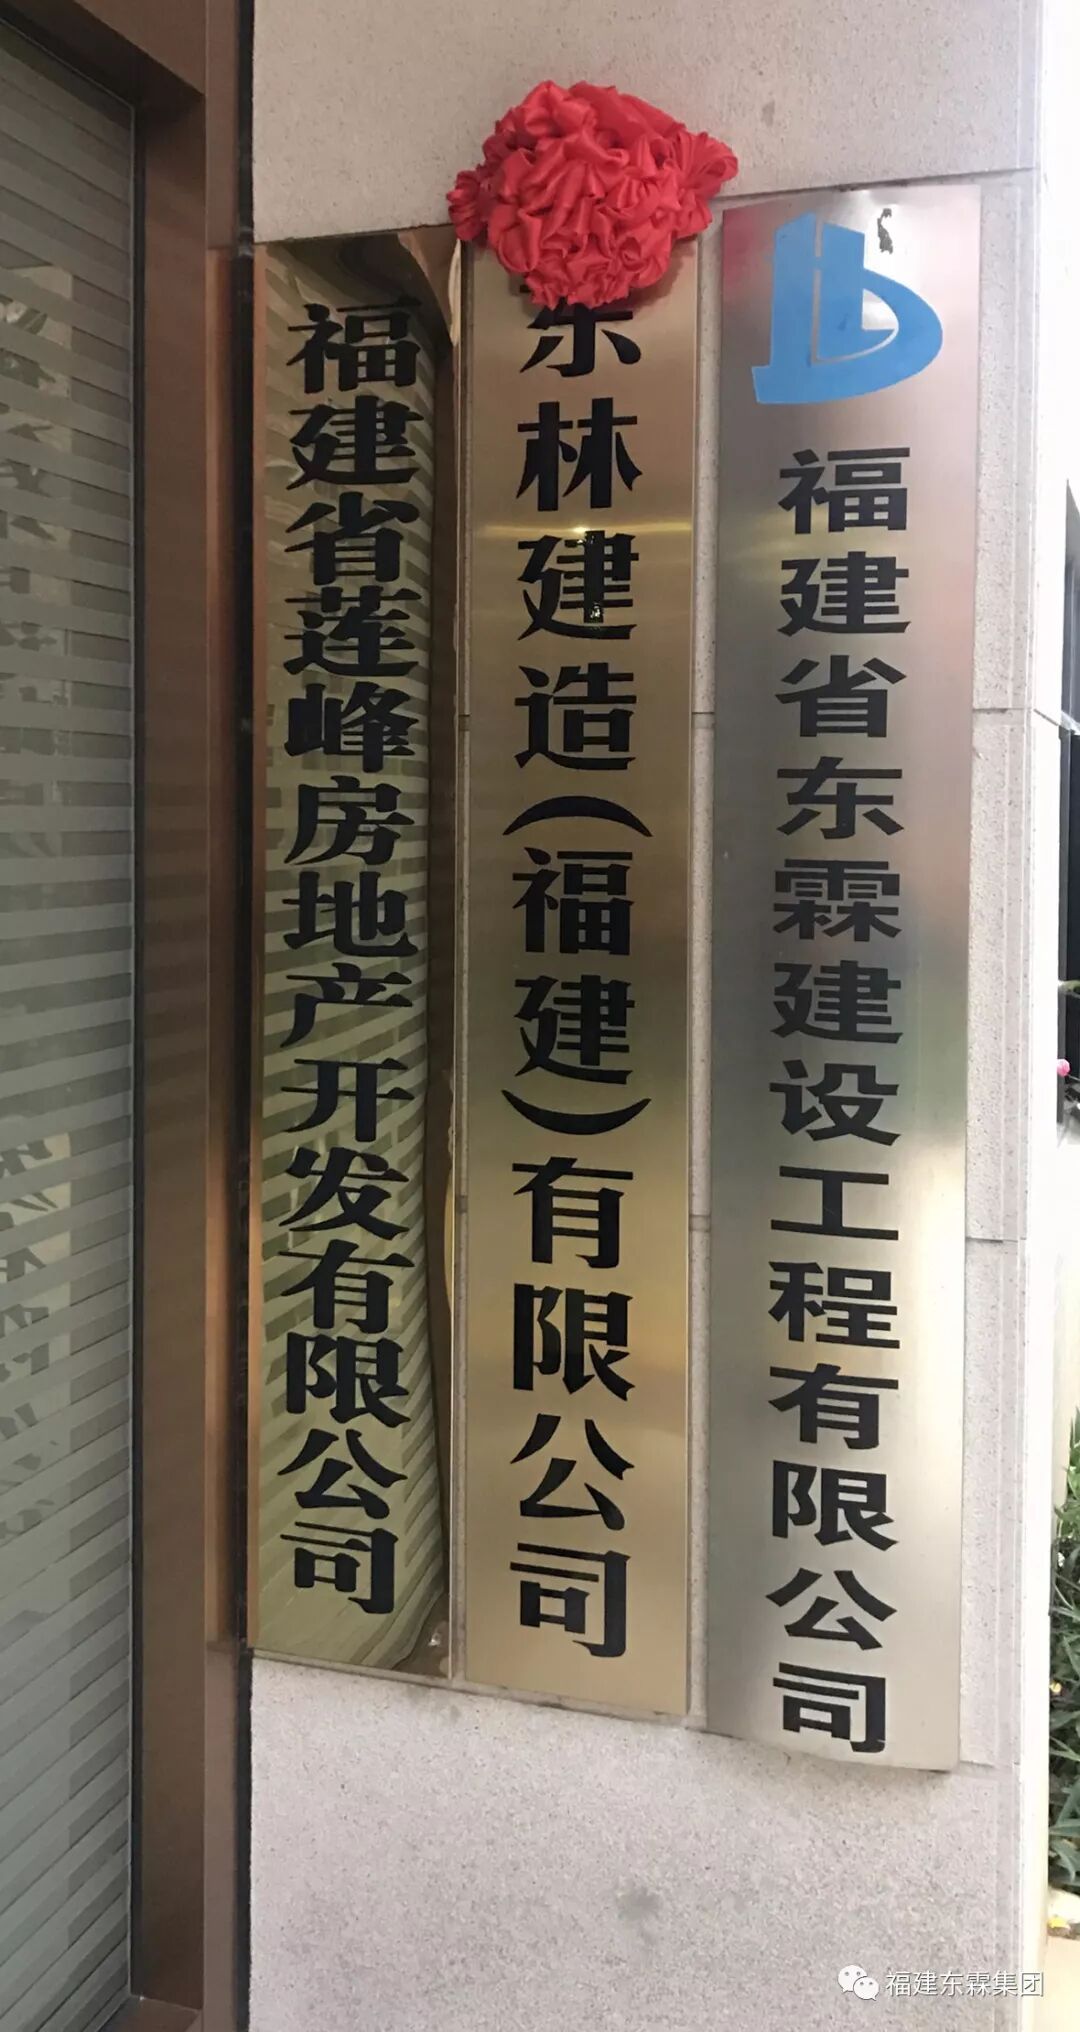 福建省莲峰房地产开发有限公司
东林建造(福建)有限公司
福建省东霖建设工程有限公司
福建东霖集团